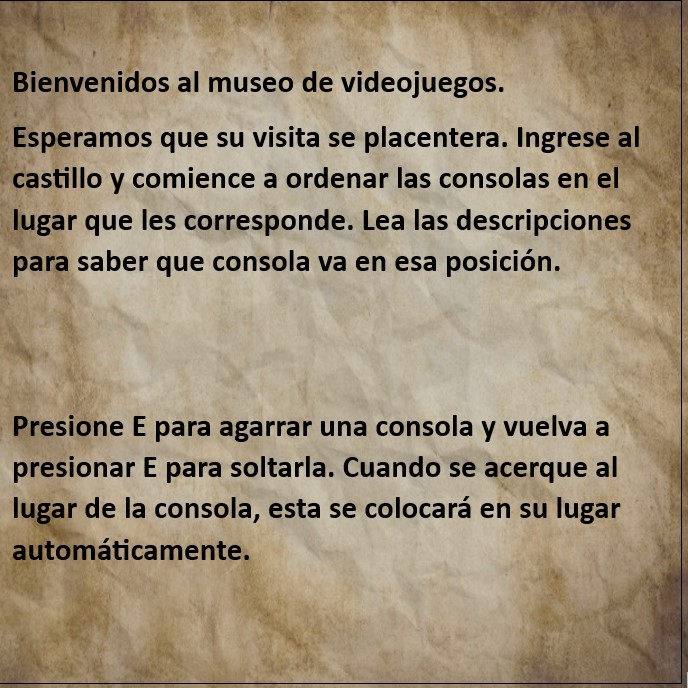 Bienvenidos al museo de videojuegos.
Esperamos que su visita se placentera. Ingrese al
castillo y comience a ordenar las consolas en el
lugar que les corresponde. Lea las descripciones
para saber que consola va en esa posición.
Presione E para agarrar una consola y vuelva a
presionar E para soltarla. Cuando se acerque al
lugar de la consola, esta se colocará en su lugar
automáticamente.